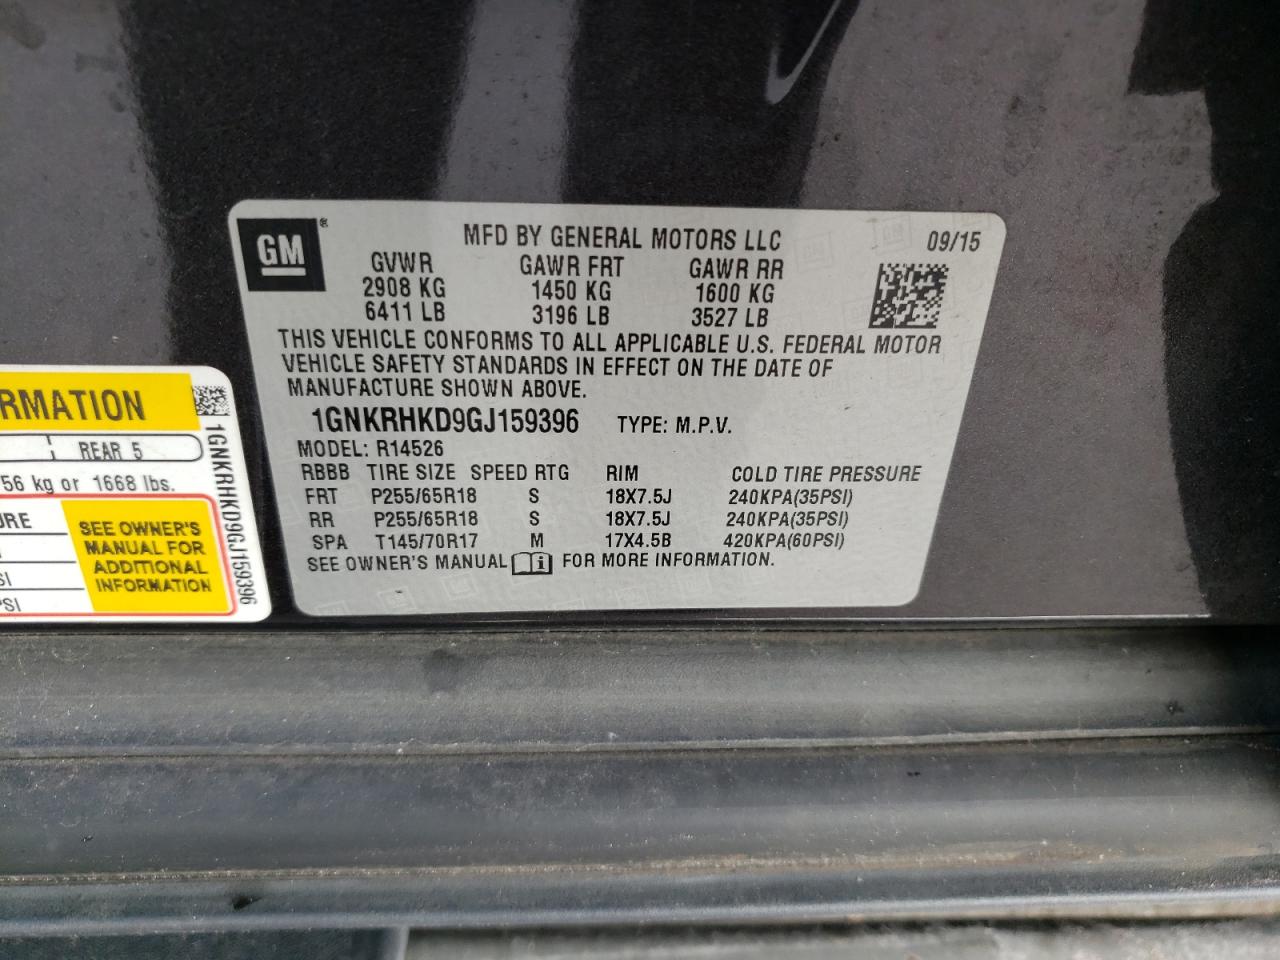 GM ®
MFD BY GENERAL MOTORS LLC 09/15
GVWR GAWR FRT GAWR RR
2908 KG 1450 KG 1600 KG
6411 LB 3196 LB 3527 LB
THIS VEHICLE CONFORMS TO ALL APPLICABLE U.S. FEDERAL MOTOR
VEHICLE SAFETY STANDARDS IN EFFECT ON THE DATE OF
MANUFACTURE SHOWN ABOVE.
1GNKRHKD9GJ159396 TYPE: M.P.V.
MODEL: R14526
RBBB TIRE SIZE SPEED RTG RIM COLD TIRE PRESSURE
FRT P255/65R18 S 18X7.5J 240KPA(35PSI)
RR P255/65R18 S 18X7.5J 240KPA(35PSI)
SPA T145/70R17 M 17X4.5B 420KPA(60PSI)
SEE OWNER'S MANUAL i FOR MORE INFORMATION.
RMATION
REAR 5
56 kg or 1668 lbs.
URE
SEE OWNER'S
MANUAL FOR
ADDITIONAL
INFORMATION
SI
PSI
1GNKRHKD9GJ159396